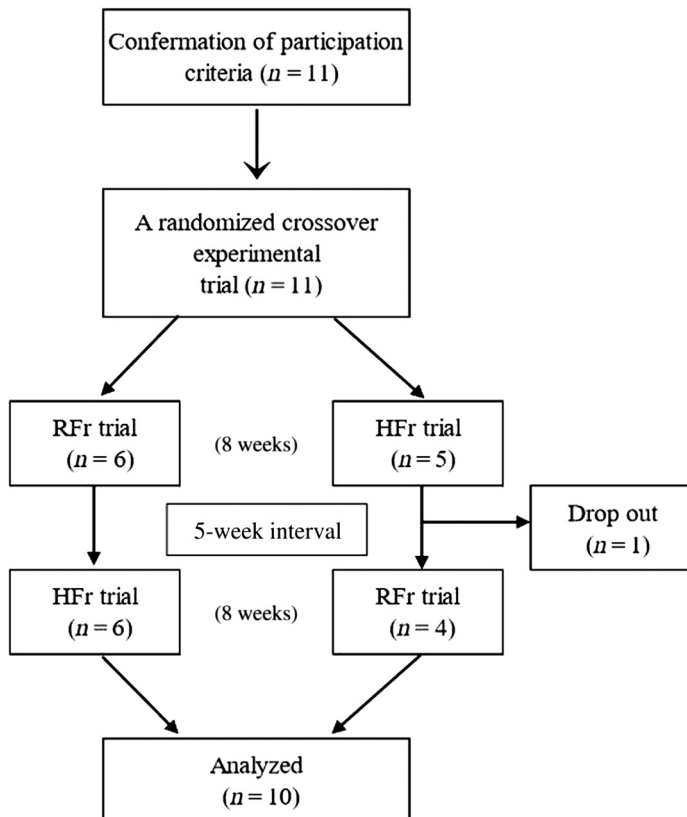 Confermation of participation
criteria (n = 11)
A randomized crossover
experimental
trial (n = 11)
RFr trial
(n = 6)
(8 weeks)
HFr trial
(n = 5)
5-week interval
Drop out
(n = 1)
HFr trial
(n = 6)
(8 weeks)
RFr trial
(n = 4)
Analyzed
(n = 10)